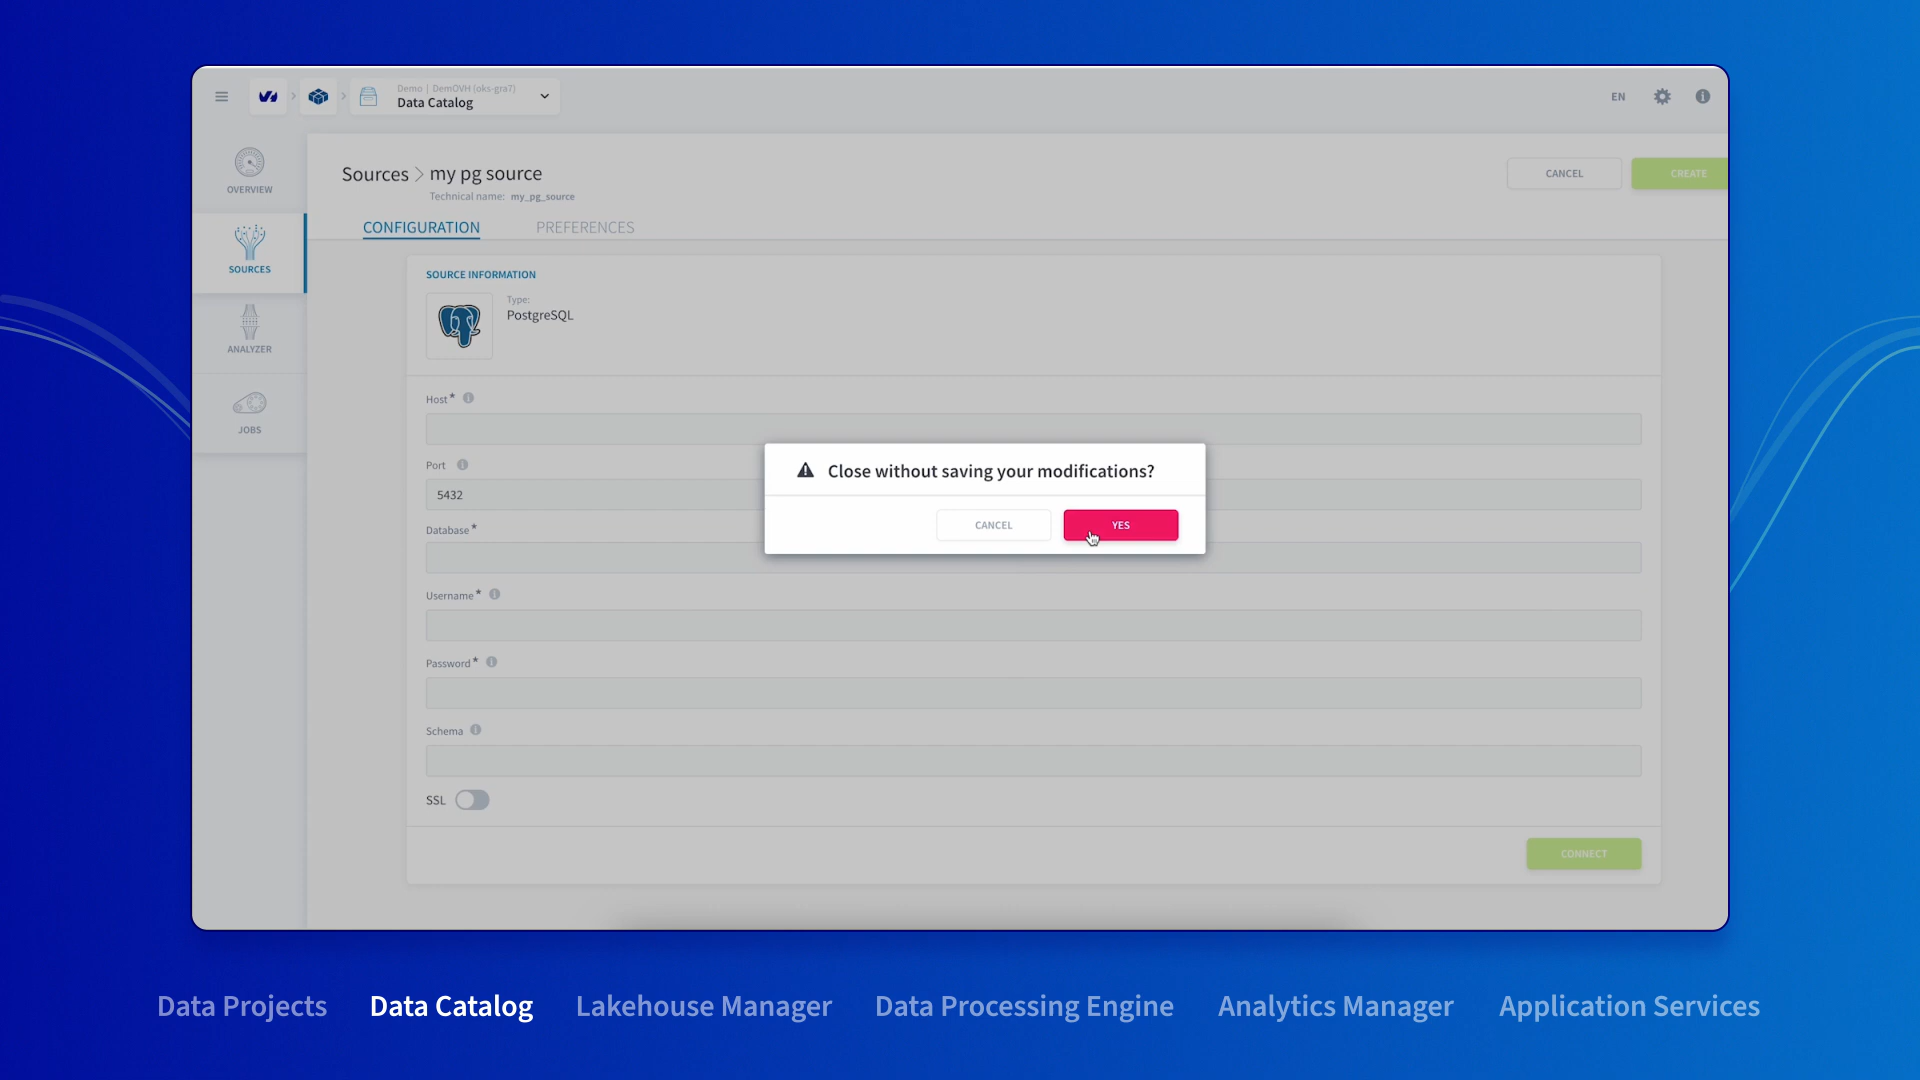 Demo | DemOVH (oks-gra7)
Data Catalog
EN
OVERVIEW
SOURCES
ANALYZER
JOBS
Sources > my pg source
Technical name: my_pg_source
CANCEL
CREATE
CONFIGURATION
PREFERENCES
SOURCE INFORMATION
Type:
PostgreSQL
Host*
Port
5432
Database*
Username*
Password*
Schema
SSL
CONNECT
Close without saving your modifications?
CANCEL
YES
Data Projects
Data Catalog
Lakehouse Manager
Data Processing Engine
Analytics Manager
Application Services